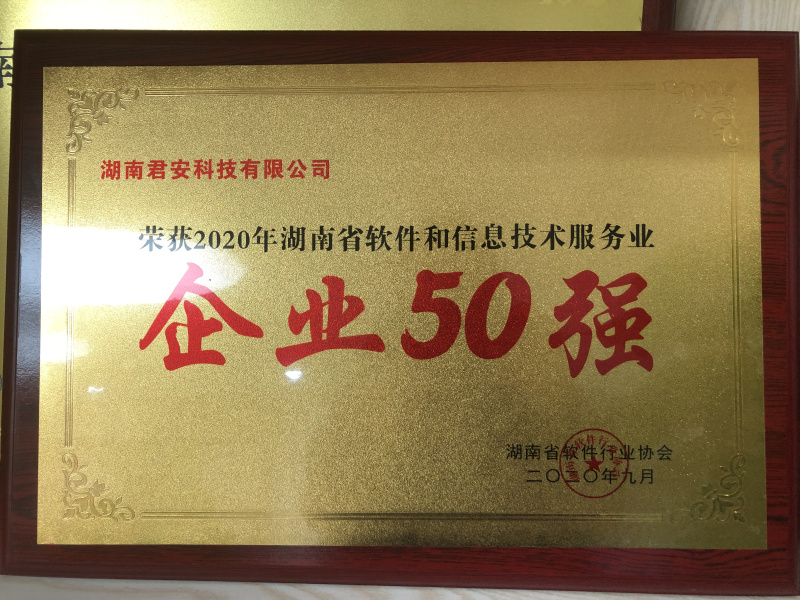 湖南君安科技有限公司
荣获2020年湖南省软件和信息技术服务业
企业50强
湖南省软件行业协会
二〇二〇年九月